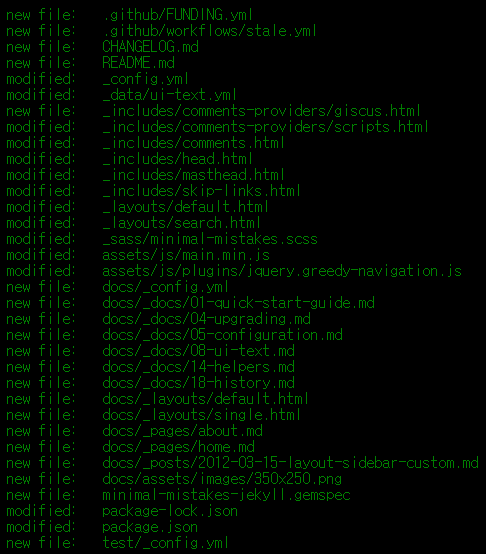 new file:   .github/FUNDING.yml
new file:   .github/workflows/stale.yml
new file:   CHANGELOG.md
new file:   README.md
modified:   _config.yml
modified:   _data/ui-text.yml
new file:   _includes/comments-providers/giscus.html
modified:   _includes/comments-providers/scripts.html
modified:   _includes/comments.html
modified:   _includes/head.html
modified:   _includes/masthead.html
modified:   _includes/skip-links.html
modified:   _layouts/default.html
modified:   _layouts/search.html
modified:   _sass/minimal-mistakes.scss
modified:   assets/js/main.min.js
modified:   assets/js/plugins/jquery.greedy-navigation.js
new file:   docs/_config.yml
new file:   docs/_docs/01-quick-start-guide.md
new file:   docs/_docs/04-upgrading.md
new file:   docs/_docs/05-configuration.md
new file:   docs/_docs/08-ui-text.md
new file:   docs/_docs/14-helpers.md
new file:   docs/_docs/18-history.md
new file:   docs/_layouts/default.html
new file:   docs/_layouts/single.html
new file:   docs/_pages/about.md
new file:   docs/_pages/home.md
new file:   docs/_posts/2012-03-15-layout-sidebar-custom.md
new file:   docs/assets/images/350x250.png
new file:   minimal-mistakes-jekyll.gemspec
modified:   package-lock.json
modified:   package.json
new file:   test/_config.yml